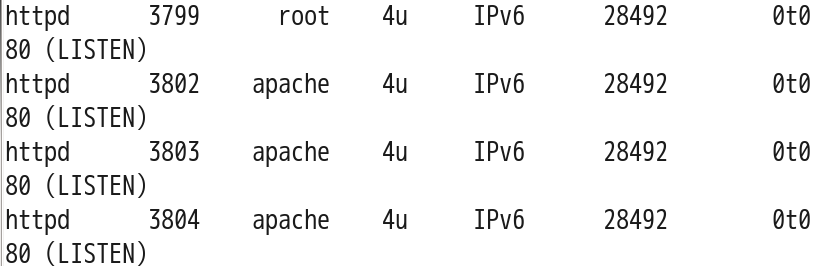 httpd 3799 root 4u IPv6 28492 0t0
80 (LISTEN)
httpd 3802 apache 4u IPv6 28492 0t0
80 (LISTEN)
httpd 3803 apache 4u IPv6 28492 0t0
80 (LISTEN)
httpd 3804 apache 4u IPv6 28492 0t0
80 (LISTEN)